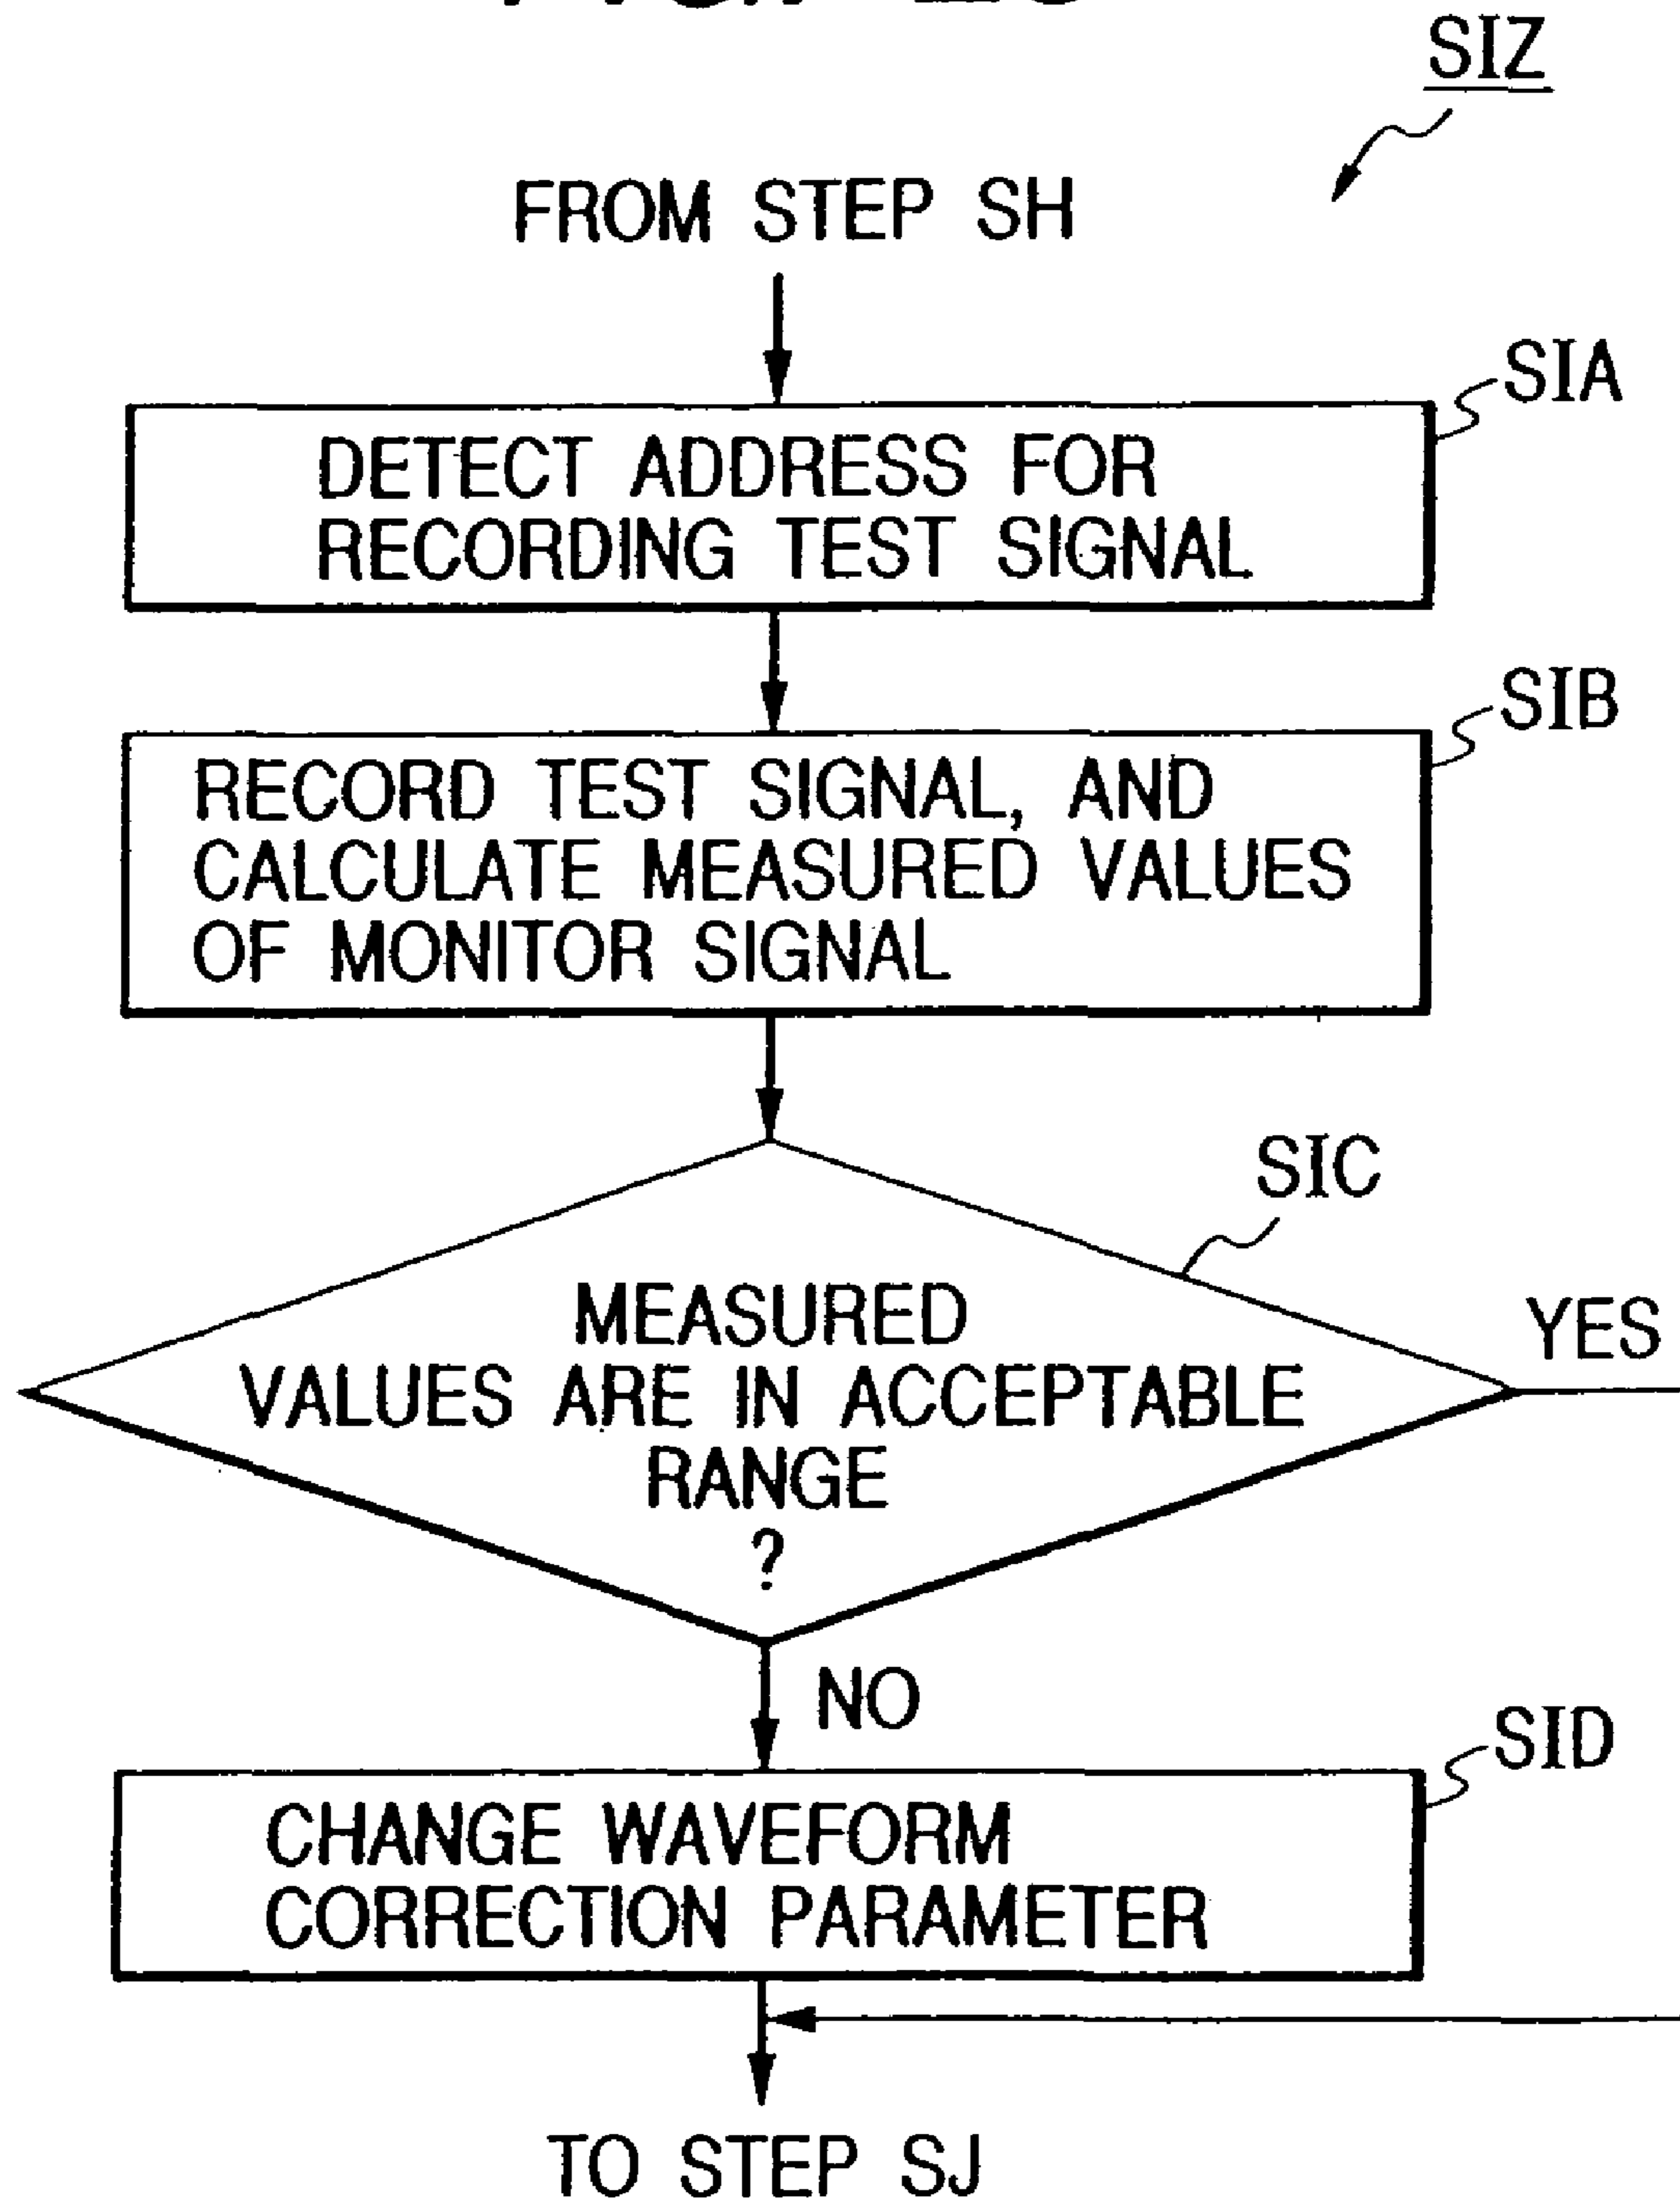 SIZ
FROM STEP SH
SIA
DETECT ADDRESS FOR
RECORDING TEST SIGNAL
SIB
RECORD TEST SIGNAL, AND
CALCULATE MEASURED VALUES
OF MONITOR SIGNAL
SIC
MEASURED
VALUES ARE IN ACCEPTABLE
RANGE
?
YES
NO
SID
CHANGE WAVEFORM
CORRECTION PARAMETER
TO STEP SJ